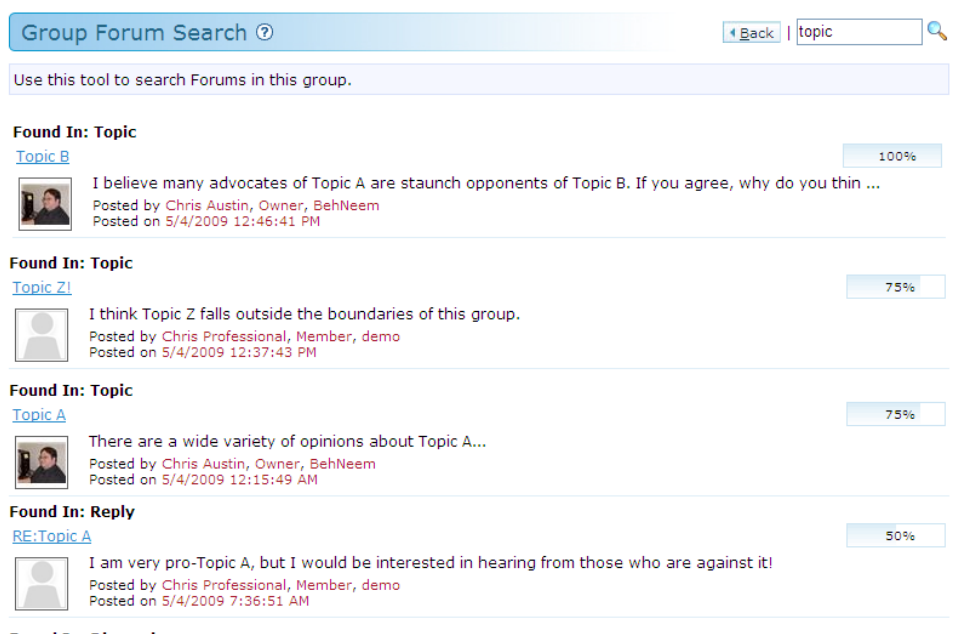 Group Forum Search ?
Back | topic
Use this tool to search Forums in this group.
Found In: Topic
Topic B
100%
I believe many advocates of Topic A are staunch opponents of Topic B. If you agree, why do you thin ...
Posted by Chris Austin, Owner, BehNeem
Posted on 5/4/2009 12:46:41 PM
Found In: Topic
Topic Z!
75%
I think Topic Z falls outside the boundaries of this group.
Posted by Chris Professional, Member, demo
Posted on 5/4/2009 12:37:43 PM
Found In: Topic
Topic A
75%
There are a wide variety of opinions about Topic A...
Posted by Chris Austin, Owner, BehNeem
Posted on 5/4/2009 12:15:49 AM
Found In: Reply
RE:Topic A
50%
I am very pro-Topic A, but I would be interested in hearing from those who are against it!
Posted by Chris Professional, Member, demo
Posted on 5/4/2009 7:36:51 AM